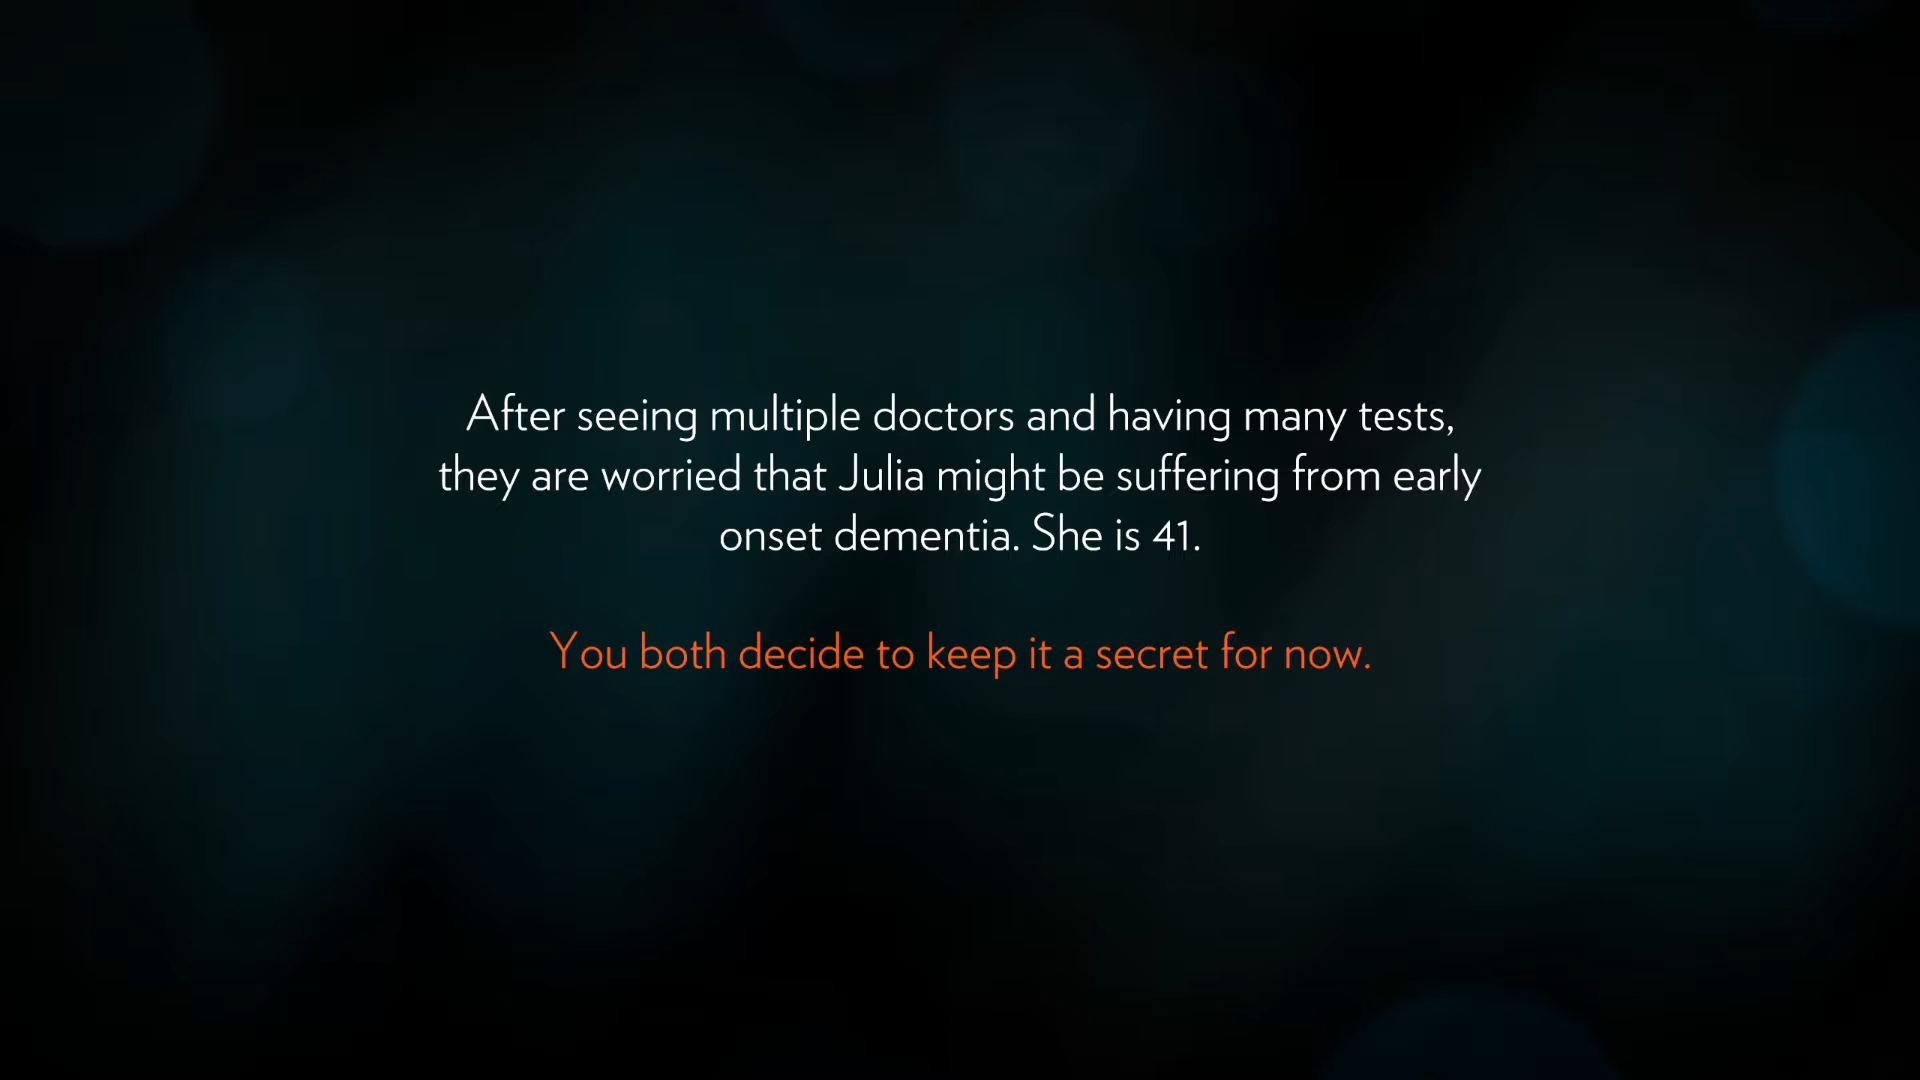 After seeing multiple doctors and having many tests,
they are worried that Julia might be suffering from early
onset dementia. She is 41.
You both decide to keep it a secret for now.